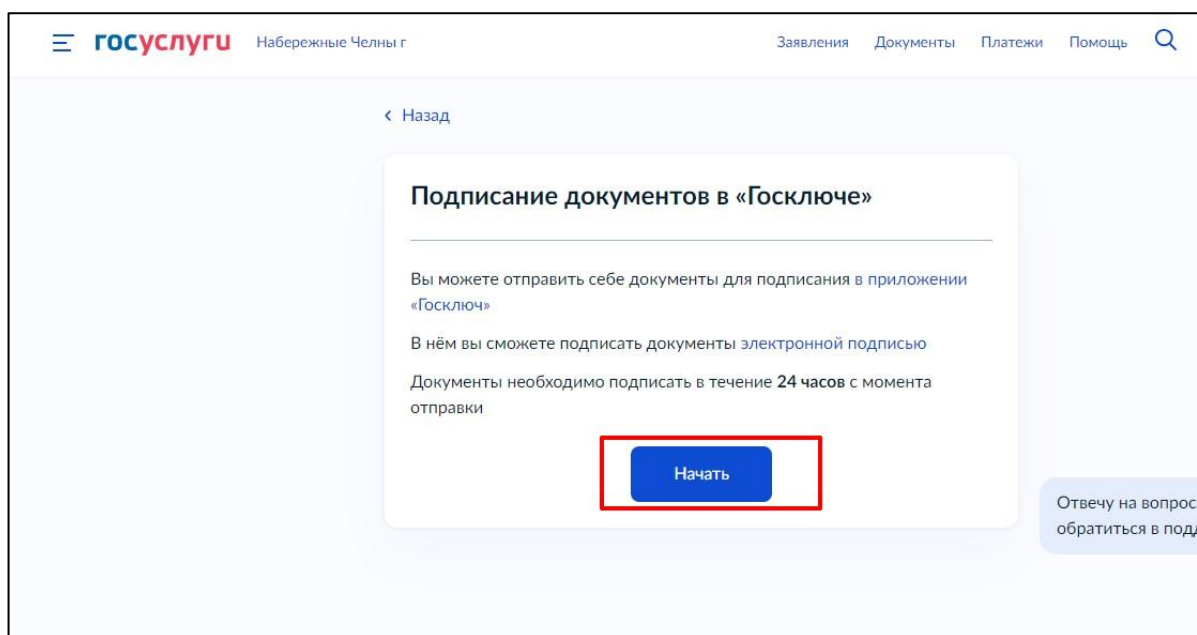 госуслуги Набережные Челны г Заявления Документы Платежи Помощь
Назад
Подписание документов в «Госключе»
Вы можете отправить себе документы для подписания в приложении
«Госключ»
В нём вы сможете подписать документы электронной подписью
Документы необходимо подписать в течение 24 часов с момента
отправки
Начать
Отвечу на вопрос
обратиться в